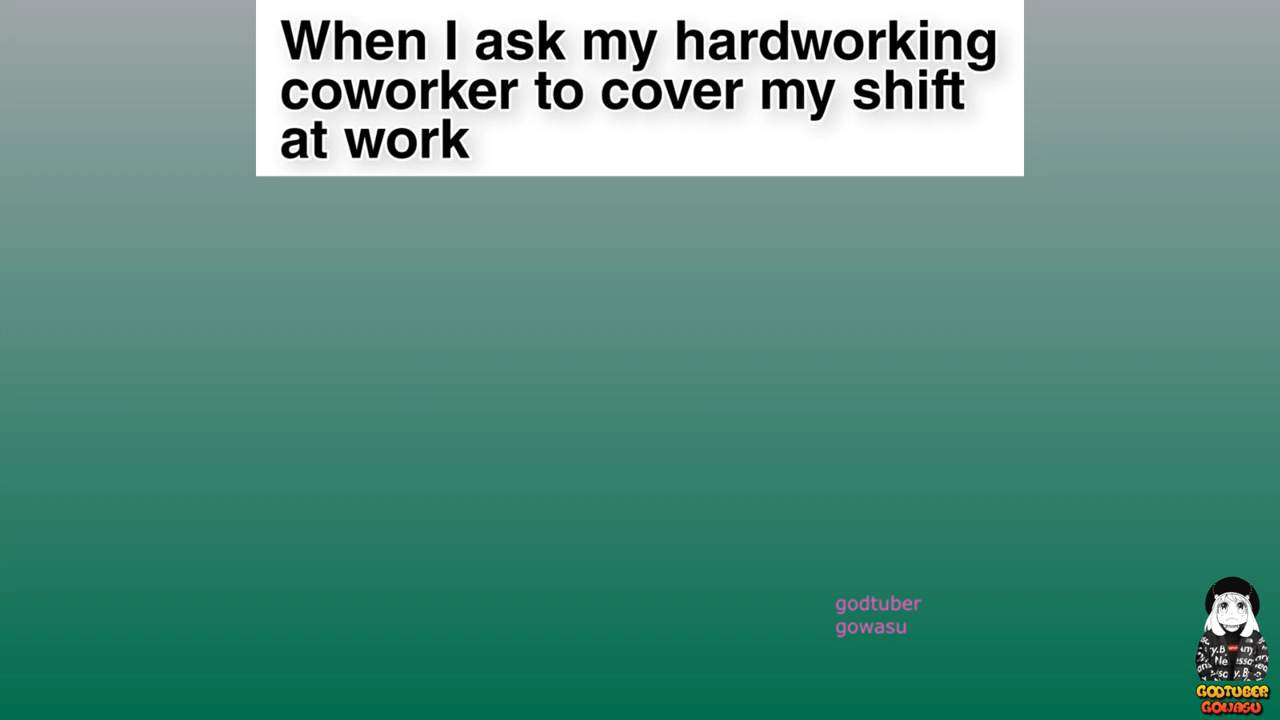 When I ask my hardworking
coworker to cover my shift
at work
godtuber
gowasu
GODTUBER
GOWASU